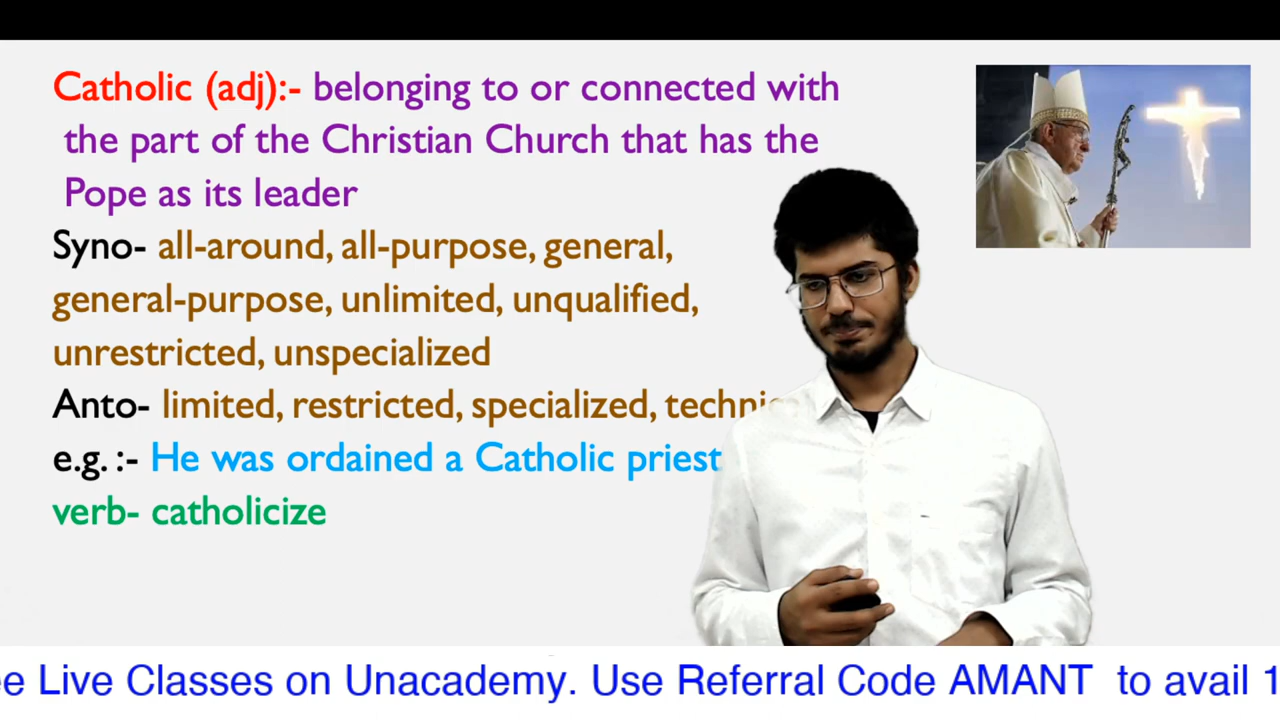 Catholic (adj):- belonging to or connected with
the part of the Christian Church that has the
Pope as its leader
Syno- all-around, all-purpose, general,
general-purpose, unlimited, unqualified,
unrestricted, unspecialized
Anto- limited, restricted, specialized,
e.g. :- He was ordained a Catholic priest
verb- catholicize
Live Classes on Unacademy. Use Referral Code AMANT to avail